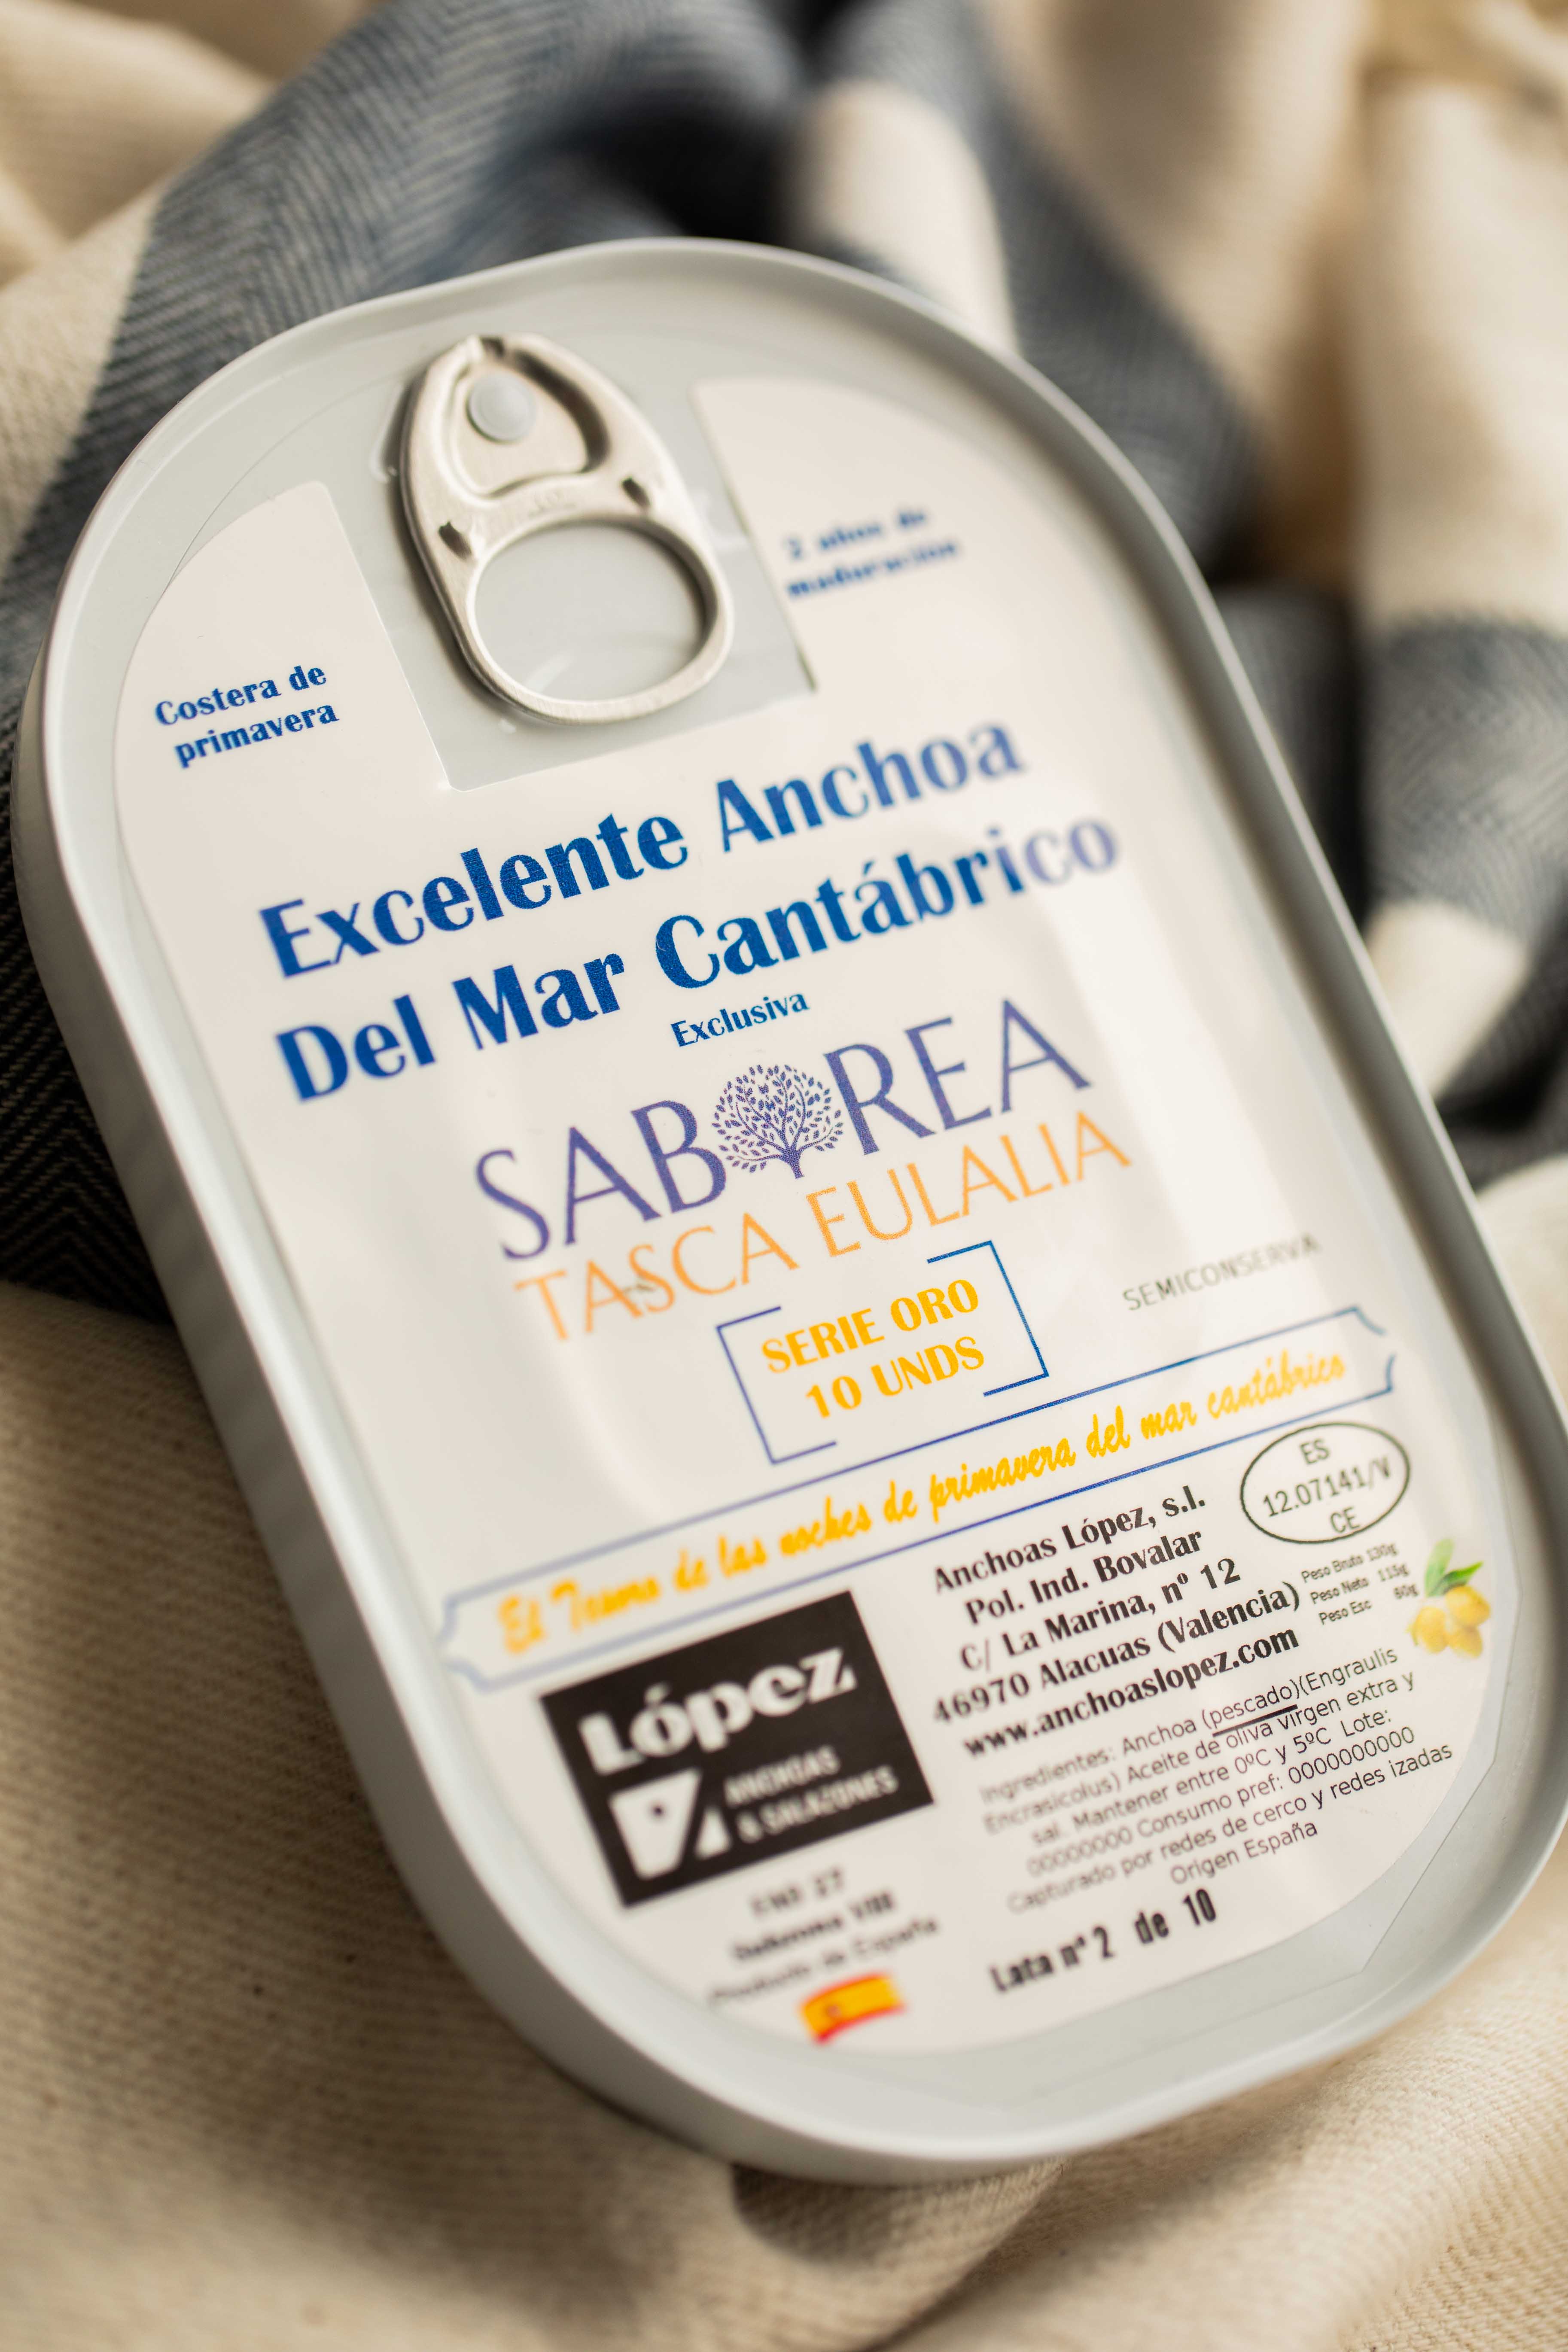 Costera de
primavera
2 años de
maduración
Excelente Anchoa
Del Mar Cantábrico
Exclusiva
SABOREA
TASCA EULALIA
SERIE ORO
10 UNDS
SEMICONSERVA
El Tesoro de las noches de primavera del mar cantábrico
López
ANCHOAS
& SALAZONES
Producto de España
Anchoas López, s.l.
Pol. Ind. Bovalar
C/ La Marina, nº 12
46970 Alacuas (Valencia)
www.anchoaslopez.com
ES
12.07141/V
CE
Peso Bruto 130g
Peso Neto 115g
Peso Esc 60g
Ingredientes: Anchoa (pescado)(Engraulis
Encrasicolus) Aceite de oliva virgen extra y
sal. Mantener entre 0ºC y 5ºC Lote:
00000000 Consumo pref: 0000000000
Capturado por redes de cerco y redes izadas
Origen España
Lata nº 2 de 10